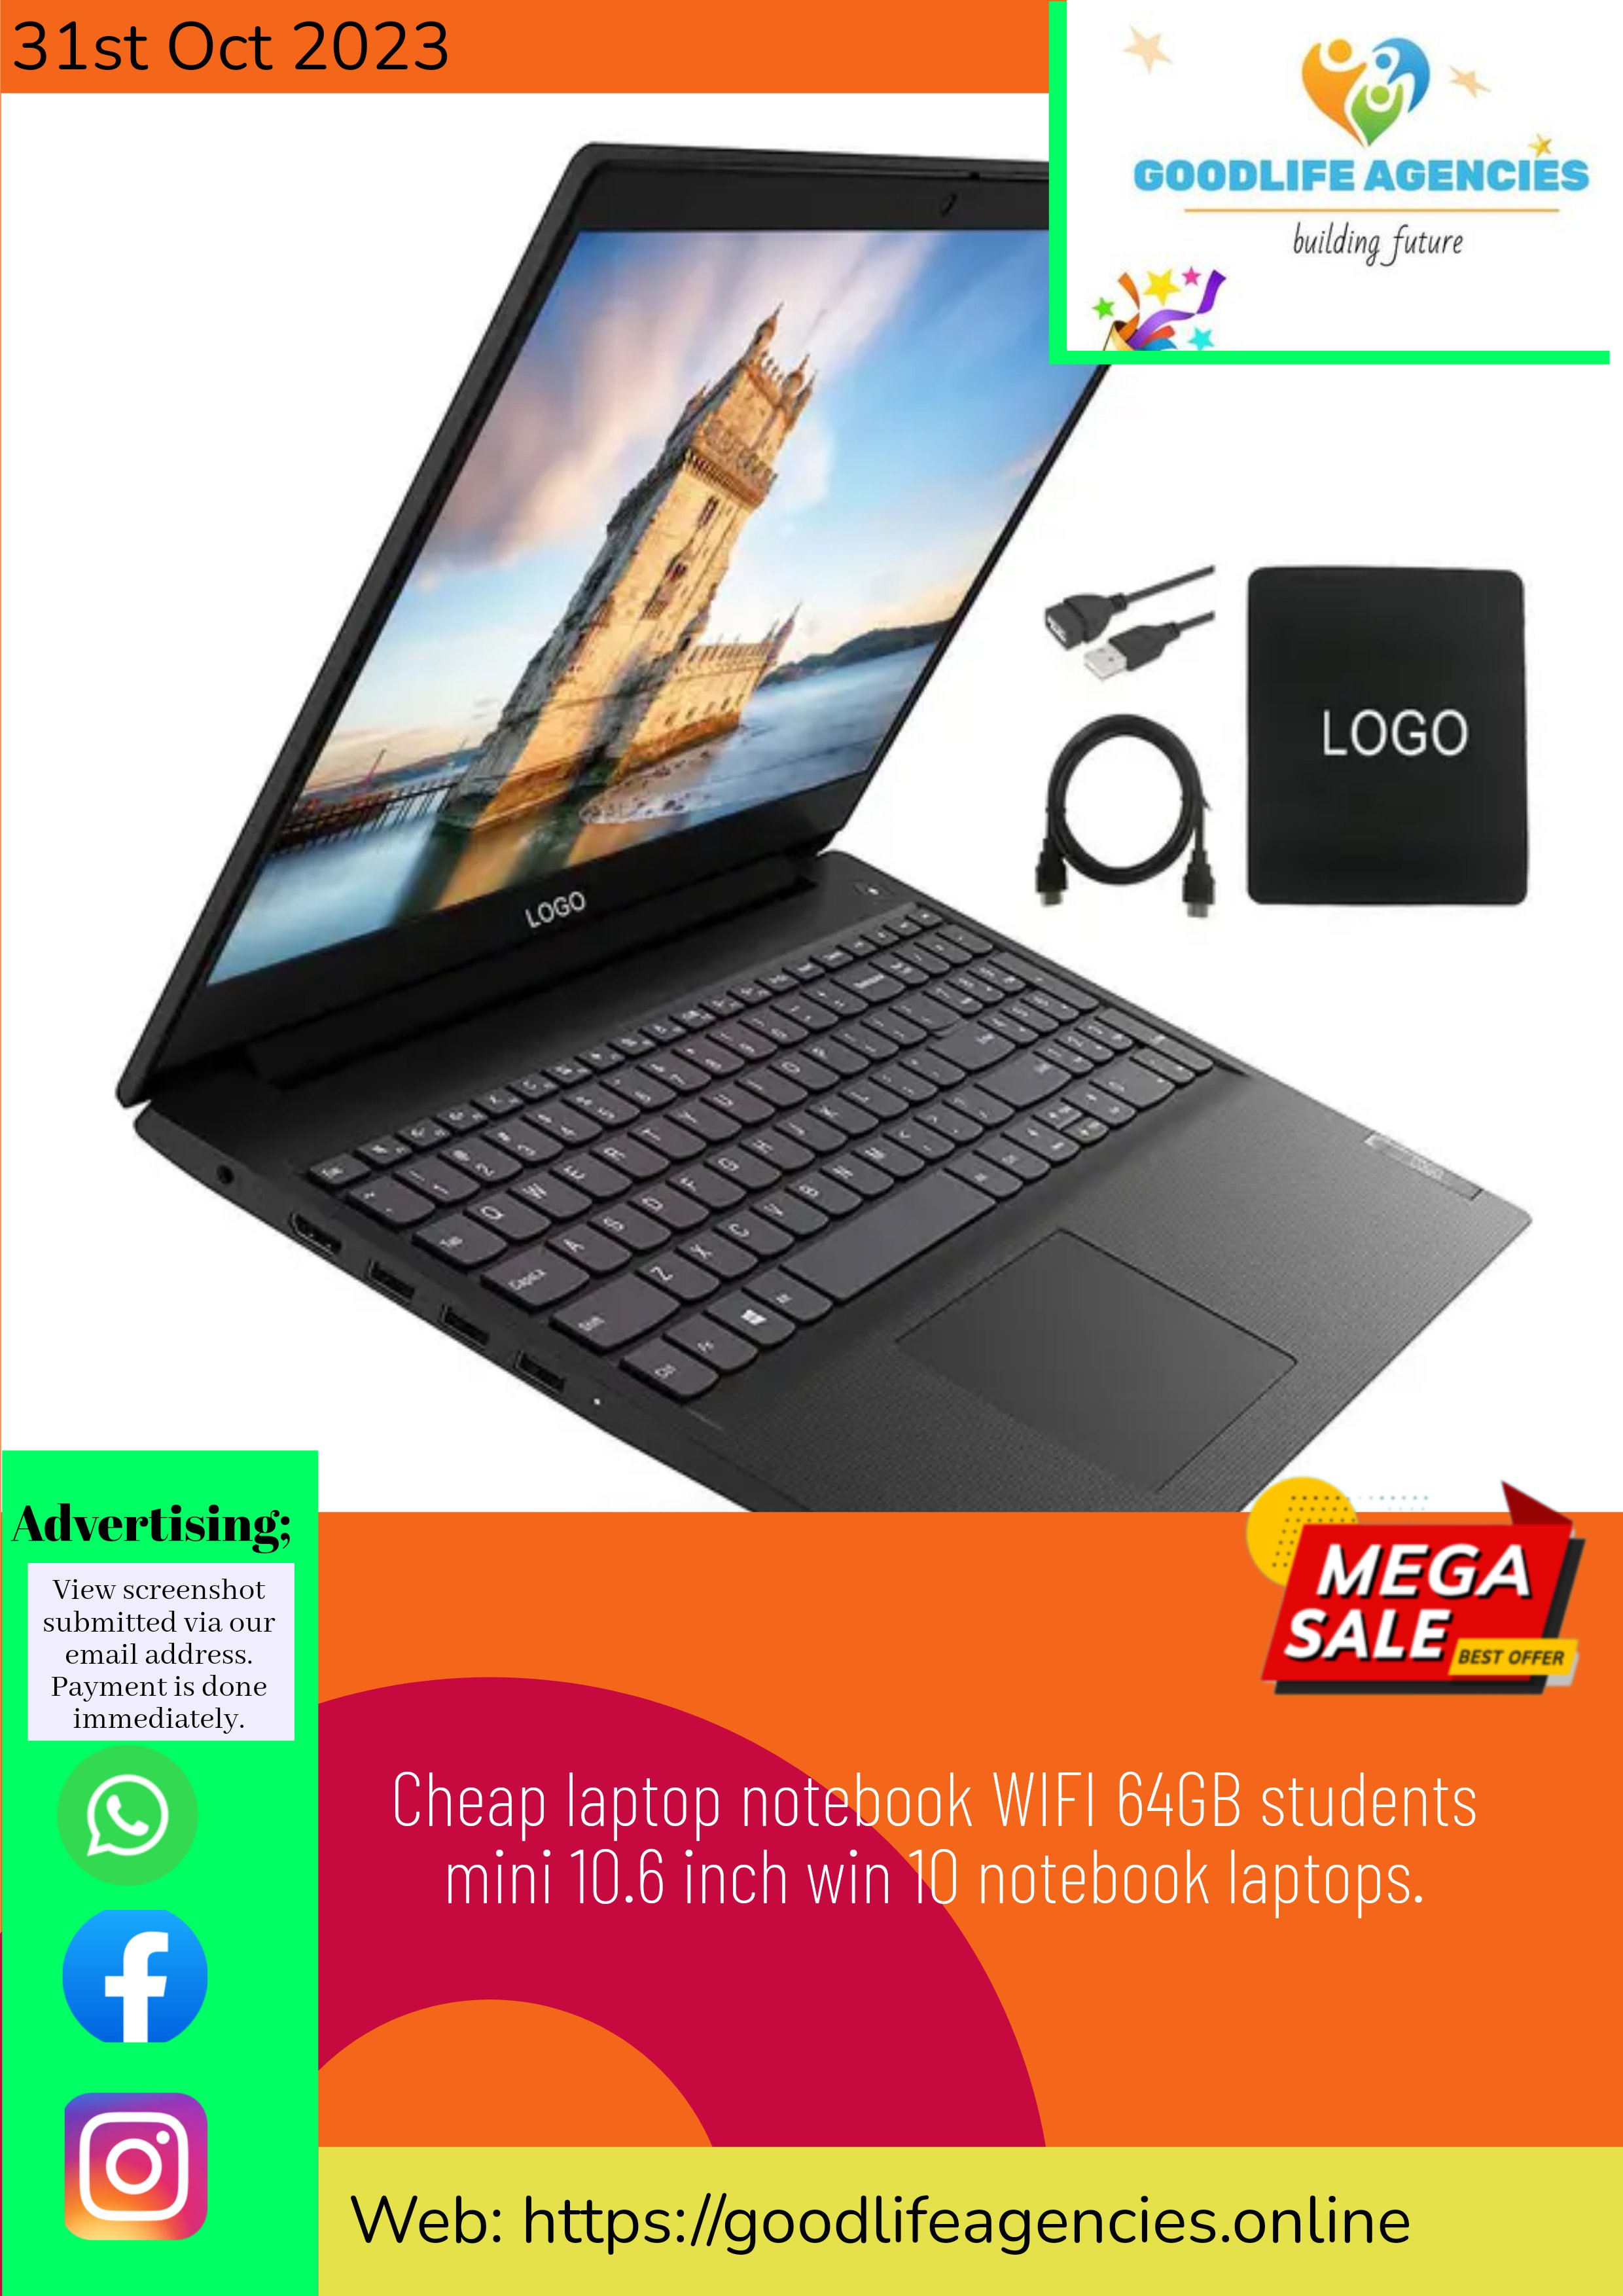 31st Oct 2023
GOODLIFE AGENCIES
building future
LOGO
LOGO
Advertising;
View screenshot
submitted via our
email address.
Payment is done
immediately.
MEGA
SALE
BEST OFFER
Cheap laptop notebook WIFI 64GB students
mini 10.6 inch win 10 notebook laptops.
Web: https://goodlifeagencies.online